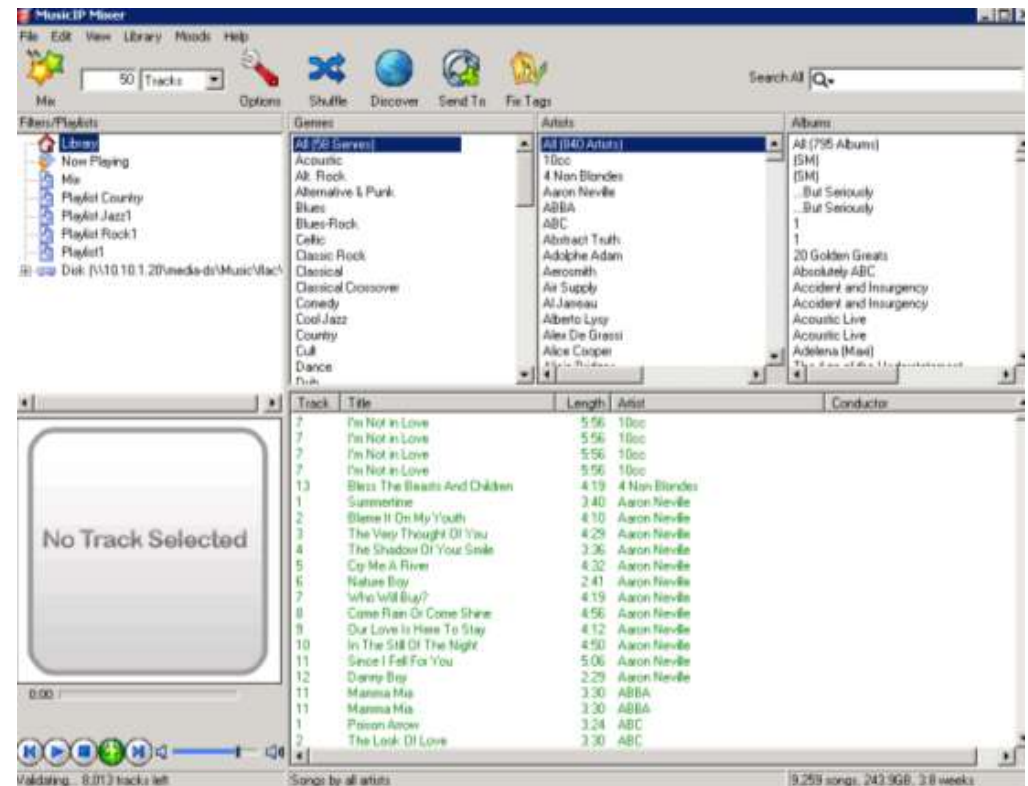 MusicIP Mixer
File Edit View Library Moods Help
50 Tracks
Search All
Mix Options Shuffle Discover Send To Fix Tags
Filters/Playlists
Library
Now Playing
Mix
Playlist Country
Playlist Jazz1
Playlist Rock1
Playlist1
Disk (\\10.10.1.20\media-ds\Music\flac\
Genres
All (58 Genres)
Acoustic
Alt. Rock
Alternative & Punk
Blues
Blues-Rock
Celtic
Classic Rock
Classical
Classical Crossover
Comedy
Cool Jazz
Country
Cult
Dance
Dub
Artists
All (840 Artists)
10cc
4 Non Blondes
Aaron Neville
ABBA
ABC
Abstract Truth
Adolphe Adam
Aerosmith
Air Supply
Al Jarreau
Alberto Lysy
Alex De Grassi
Alice Cooper
Albums
All (795 Albums)
(SM)
(SM)
...But Seriously
...But Seriously
1
1
20 Golden Greats
Absolutely ABC
Accident and Insurgency
Accident and Insurgency
Acoustic Live
Acoustic Live
Adelena (Maxi)
The Age of the Understatement
Track Title Length Artist Conductor
7 I'm Not in Love 5:56 10cc
7 I'm Not in Love 5:56 10cc
7 I'm Not in Love 5:56 10cc
7 I'm Not in Love 5:56 10cc
13 Bless The Beasts And Children 4:19 4 Non Blondes
1 Summertime 3:40 Aaron Neville
2 Blame It On My Youth 4:10 Aaron Neville
3 The Very Thought Of You 4:29 Aaron Neville
4 The Shadow Of Your Smile 3:36 Aaron Neville
5 Cry Me A River 4:32 Aaron Neville
6 Nature Boy 2:41 Aaron Neville
7 Who Will Buy? 4:19 Aaron Neville
8 Come Rain Or Come Shine 4:56 Aaron Neville
9 Our Love Is Here To Stay 4:12 Aaron Neville
10 In The Still Of The Night 4:50 Aaron Neville
11 Since I Fell For You 5:06 Aaron Neville
12 Danny Boy 2:29 Aaron Neville
11 Mamma Mia 3:30 ABBA
11 Mamma Mia 3:30 ABBA
1 Poison Arrow 3:24 ABC
2 The Look Of Love 3:30 ABC
No Track Selected
0:00 /
Validating... 8,013 tracks left
Songs by all artists
9,259 songs, 243.9GB, 3.8 weeks